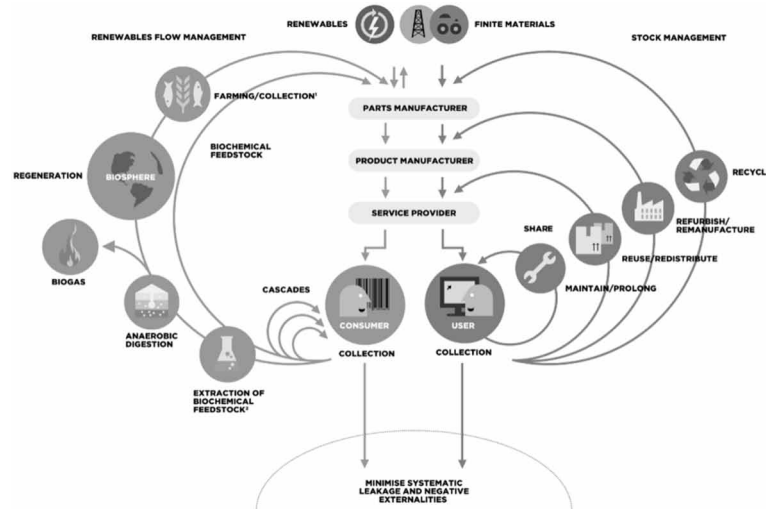 RENEWABLES
FINITE MATERIALS
RENEWABLES FLOW MANAGEMENT
STOCK MANAGEMENT
FARMING/COLLECTION¹
PARTS MANUFACTURER
BIOCHEMICAL
FEEDSTOCK
PRODUCT MANUFACTURER
REGENERATION
BIOSPHERE
RECYCL
SERVICE PROVIDER
SHARE
REFURBISH/
REMANUFACTURE
REUSE/REDISTRIBUTE
BIOGAS
CASCADES
MAINTAIN/PROLONG
CONSUMER
USER
ANAEROBIC
DIGESTION
COLLECTION
COLLECTION
EXTRACTION OF
BIOCHEMICAL
FEEDSTOCK²
MINIMISE SYSTEMATIC
LEAKAGE AND NEGATIVE
EXTERNALITIES